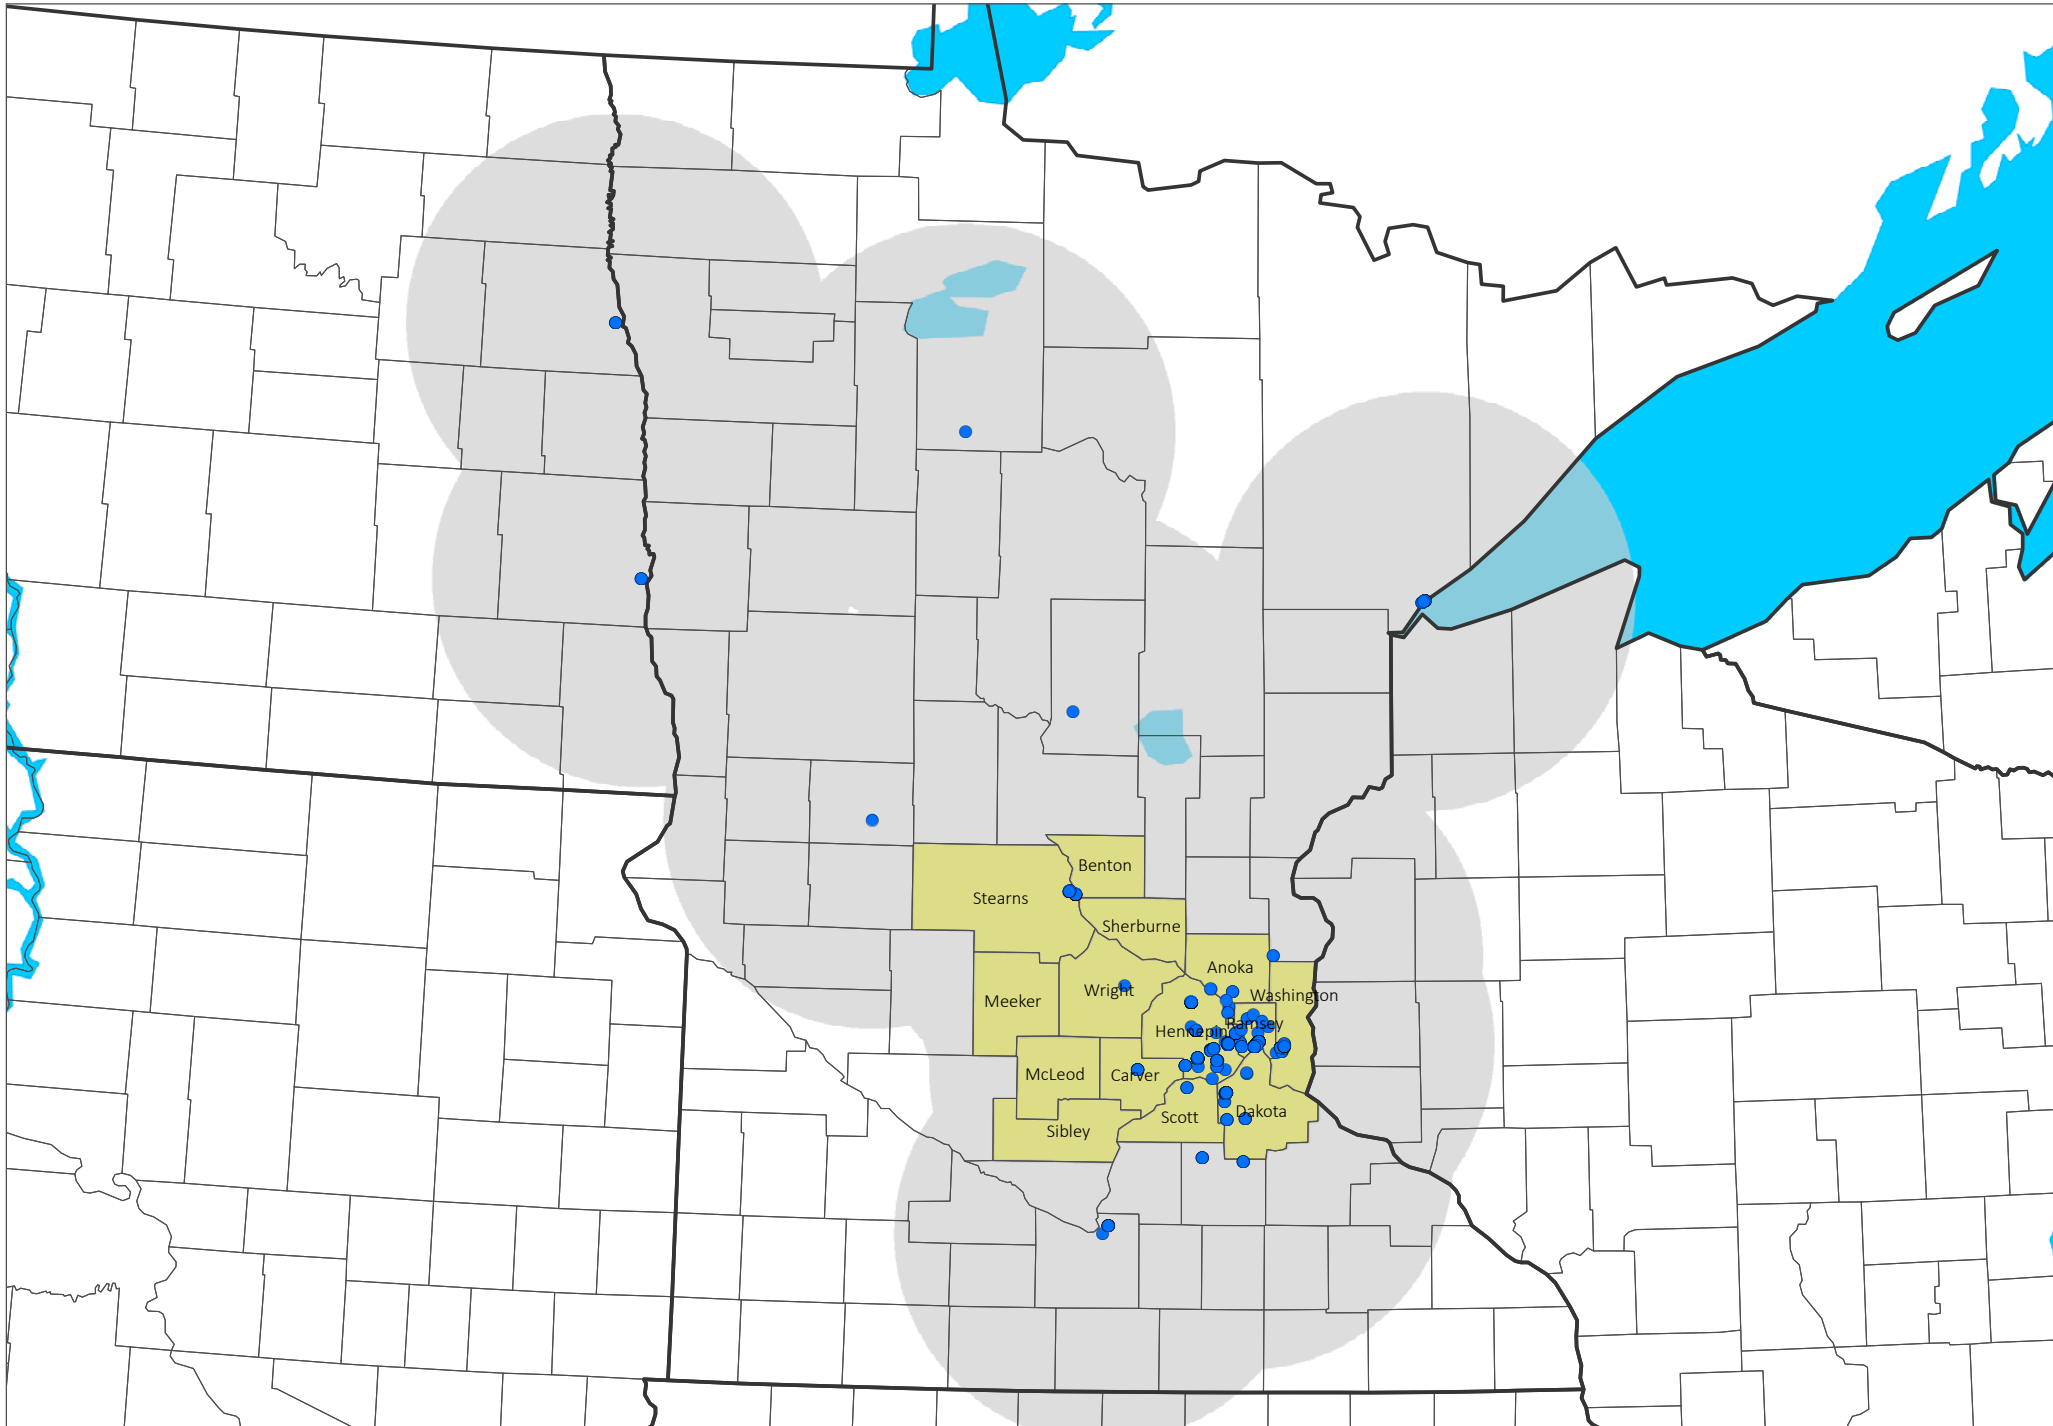 Benton
Stearns
Sherburne
Anoka
Wright
Washington
Meeker
Ramsey
Hennepin
McLeod
Carver
Dakota
Scott
Sibley